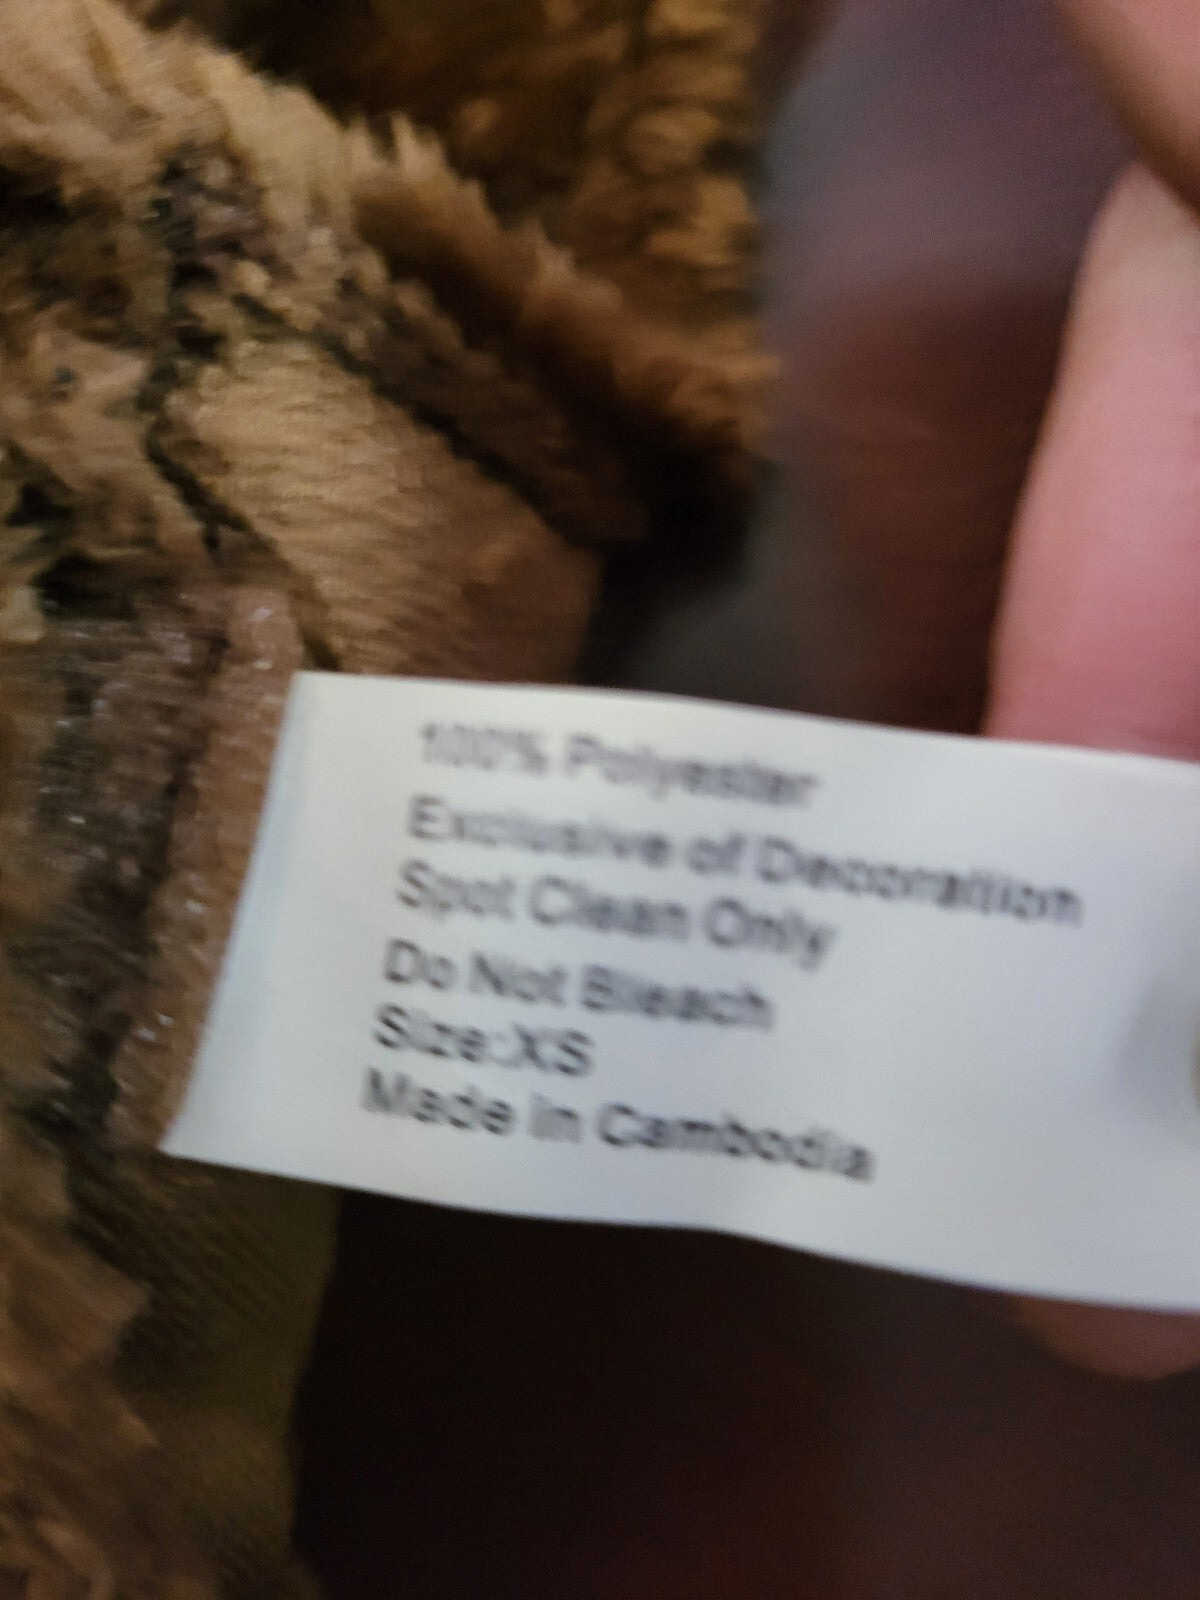 100% Polyester
Exclusive of Decoration
Spot Clean Only
Do Not Bleach
Size:XS
Made in Cambodia